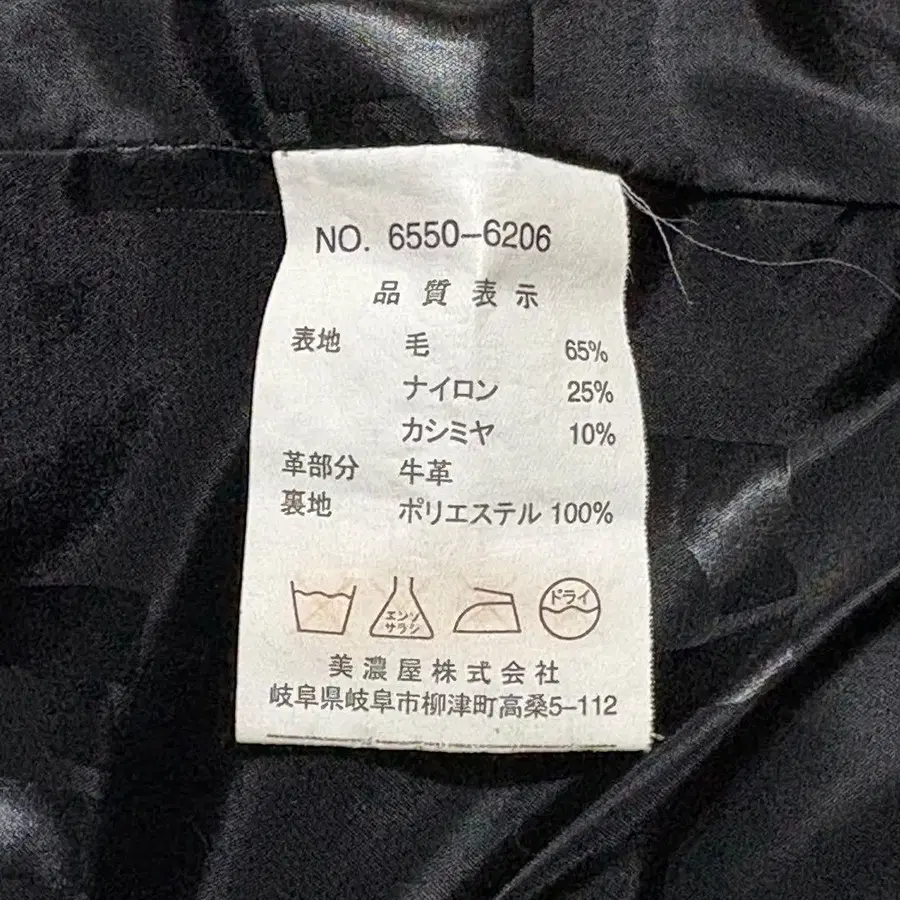 NO. 6550-6206
品質表示
表地 毛 65%
ナイロン 25%
カシミヤ 10%
革部分 牛革
裏地 ポリエステル 100%
エンソ
サラシ
ドライ
美濃屋株式会社
岐阜県岐阜市柳津町高桑5-112